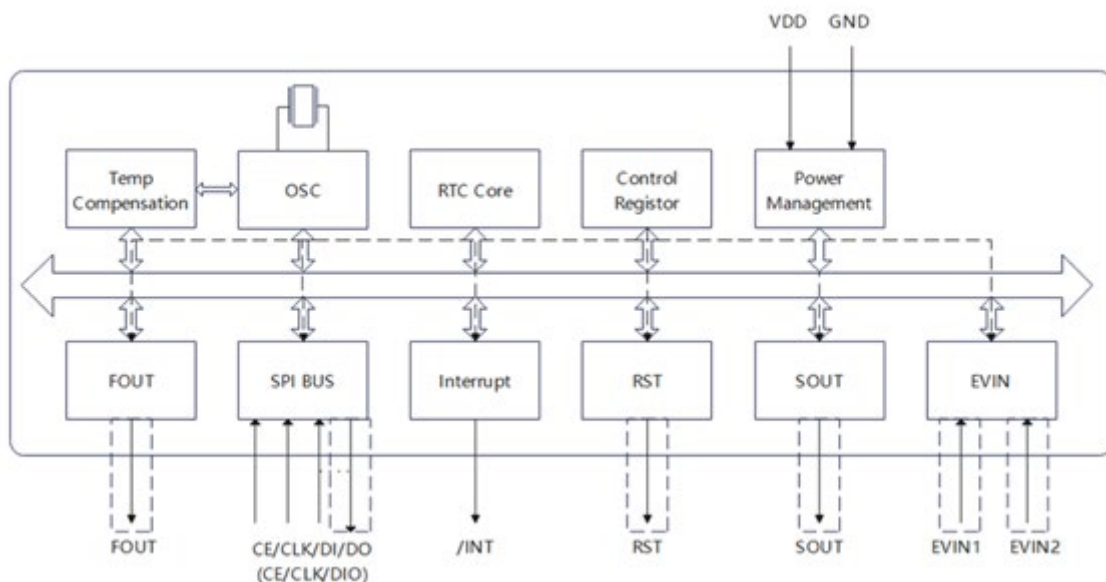 VDD GND
Temp
Compensation
OSC
RTC Core
Control
Registor
Power
Management
FOUT
SPI BUS
Interrupt
RST
SOUT
EVIN
FOUT
CE/CLK/DI/DO
(CE/CLK/DIO)
/INT
RST
SOUT
EVIN1
EVIN2